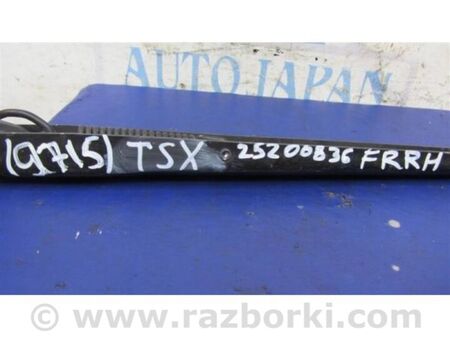 AUTO JAPAN
(9715) TSX 25200836 FRRH
© www.razborki.com